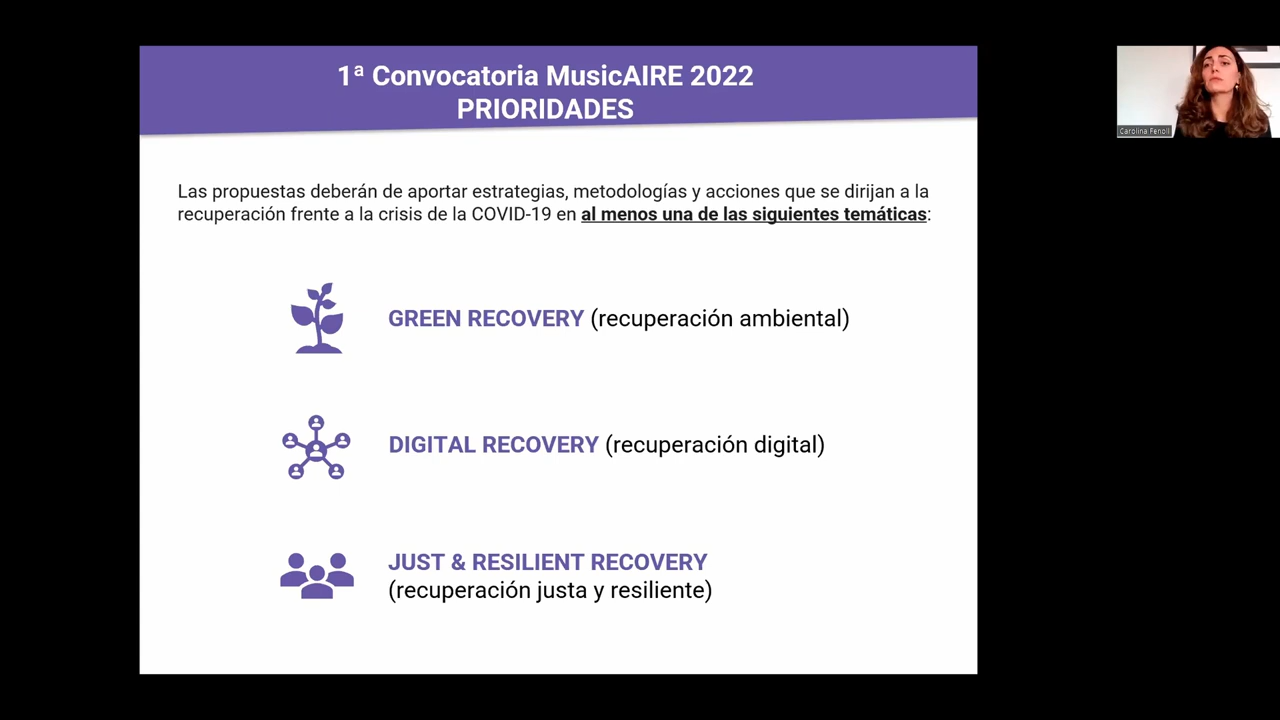 1ª Convocatoria MusicAIRE 2022
PRIORIDADES
Las propuestas deberán de aportar estrategias, metodologías y acciones que se dirijan a la
recuperación frente a la crisis de la COVID-19 en al menos una de las siguientes temáticas:
GREEN RECOVERY (recuperación ambiental)
DIGITAL RECOVERY (recuperación digital)
JUST & RESILIENT RECOVERY
(recuperación justa y resiliente)
Carolina Fenoll